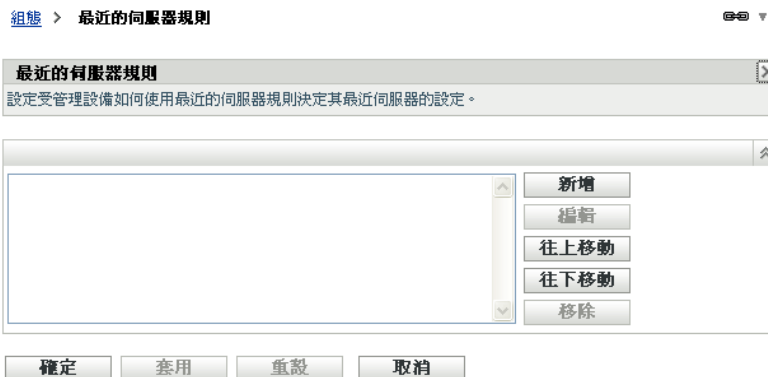 組態 > 最近的伺服器規則
最近的伺服器規則
設定受管理設備如何使用最近的伺服器規則決定其最近伺服器的設定。
新增
編輯
往上移動
往下移動
移除
確定 套用 重設 取消